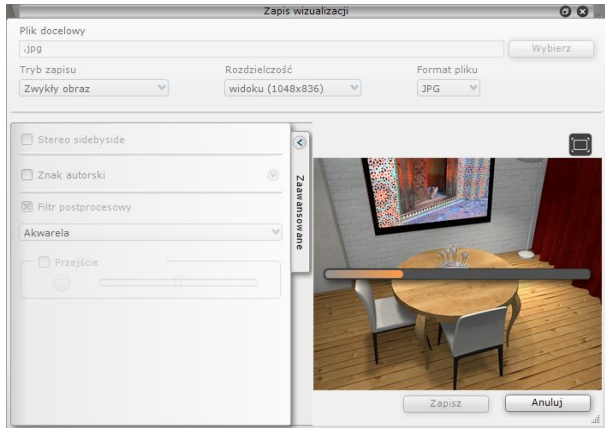 Zapis wizualizacji
Plik docelowy
.jpg
Wybierz
Tryb zapisu
Rozdzielczość
Format pliku
Zwykły obraz
widoku (1048x836)
JPG
Stereo sidebyside
Znak autorski
Filtr postprocesowy
Akwarela
Przejście
Zaawansowane
Zapisz
Anuluj